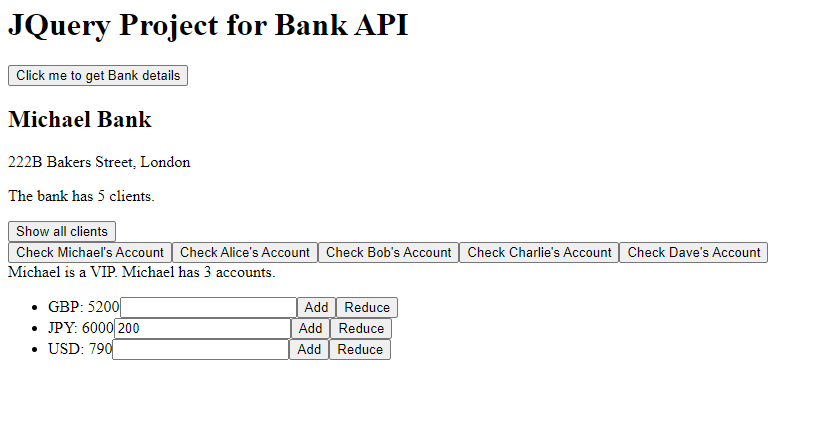 JQuery Project for Bank API
Click me to get Bank details
Michael Bank
222B Bakers Street, London
The bank has 5 clients.
Show all clients
Check Michael's Account Check Alice's Account Check Bob's Account Check Charlie's Account Check Dave's Account
Michael is a VIP. Michael has 3 accounts.
• GBP: 5200 Add Reduce
• JPY: 6000 200 Add Reduce
• USD: 790 Add Reduce